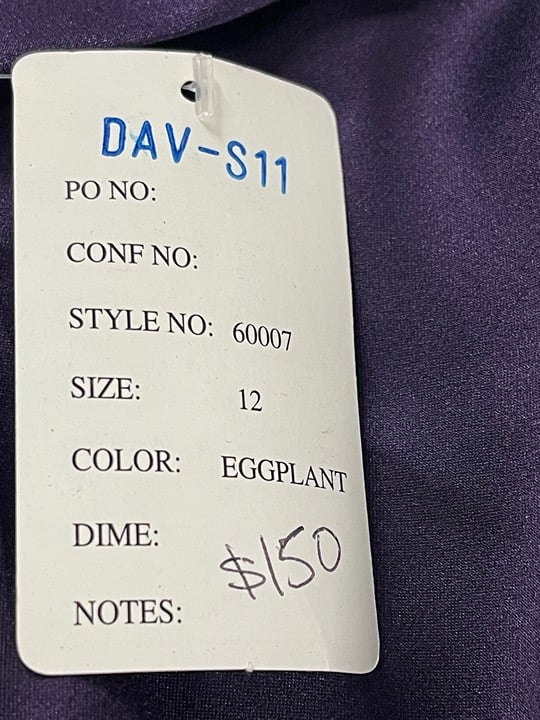 DAV-S11
PO NO:
CONF NO:
STYLE NO: 60007
SIZE: 12
COLOR: EGGPLANT
DIME:
$150
NOTES: